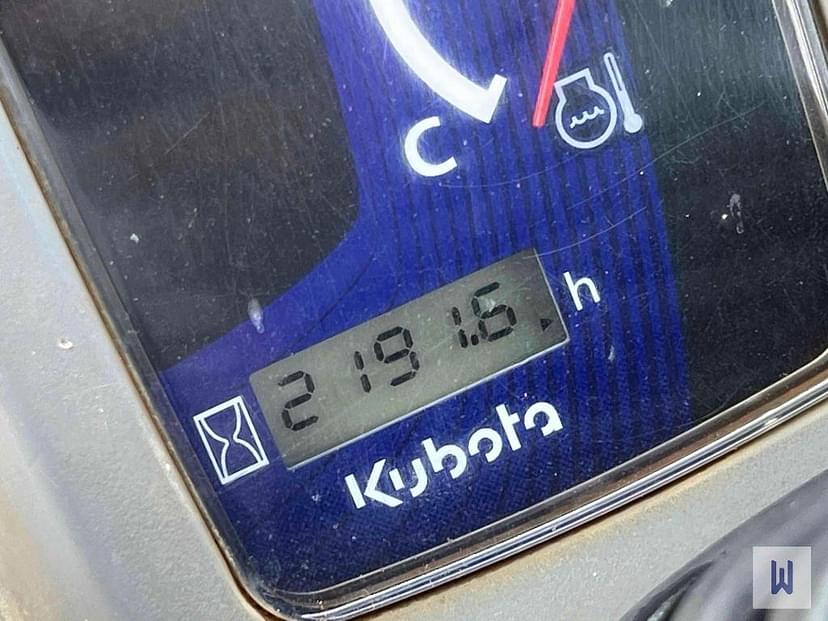 C
2191.6 h
Kubota
W